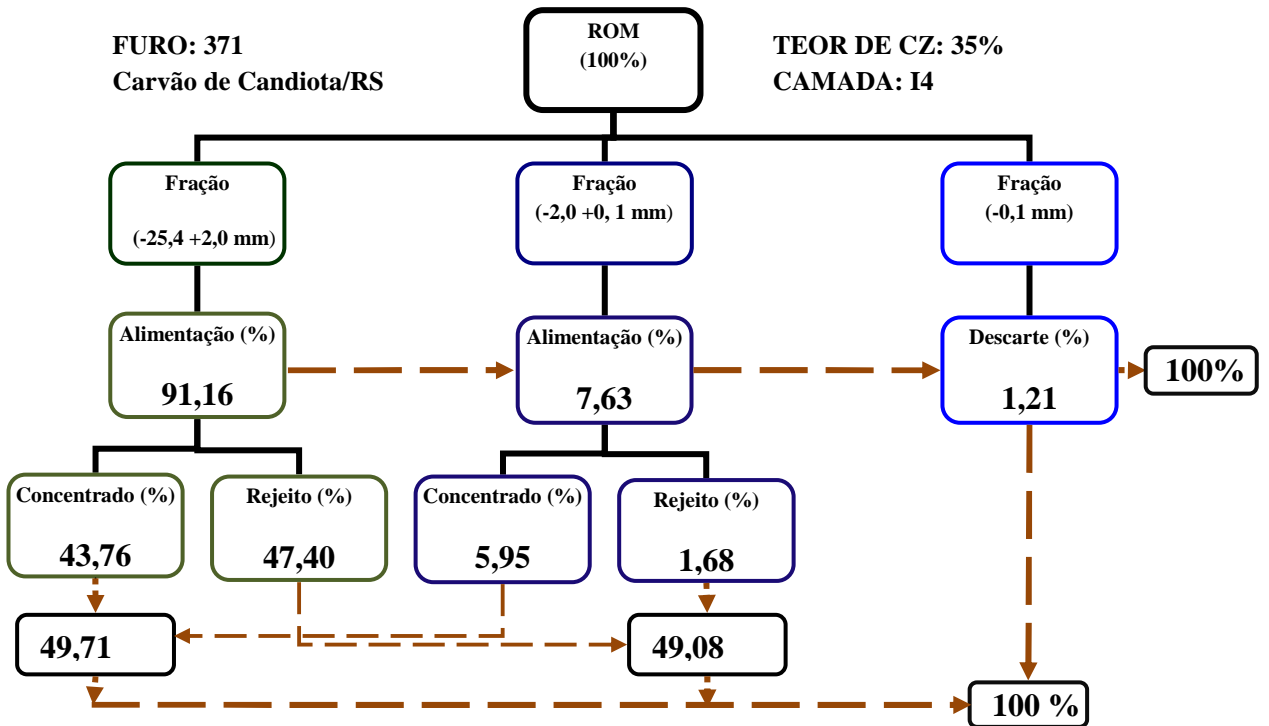 FURO: 371
Carvão de Candiota/RS
ROM
(100%)
TEOR DE CZ: 35%
CAMADA: I4
Fração
(-25,4 +2,0 mm)
Fração
(-2,0 +0, 1 mm)
Fração
(-0,1 mm)
Alimentação (%)
91,16
Alimentação (%)
7,63
Descarte (%)
1,21
100%
Concentrado (%)
43,76
Rejeito (%)
47,40
Concentrado (%)
5,95
Rejeito (%)
1,68
49,71
49,08
100 %